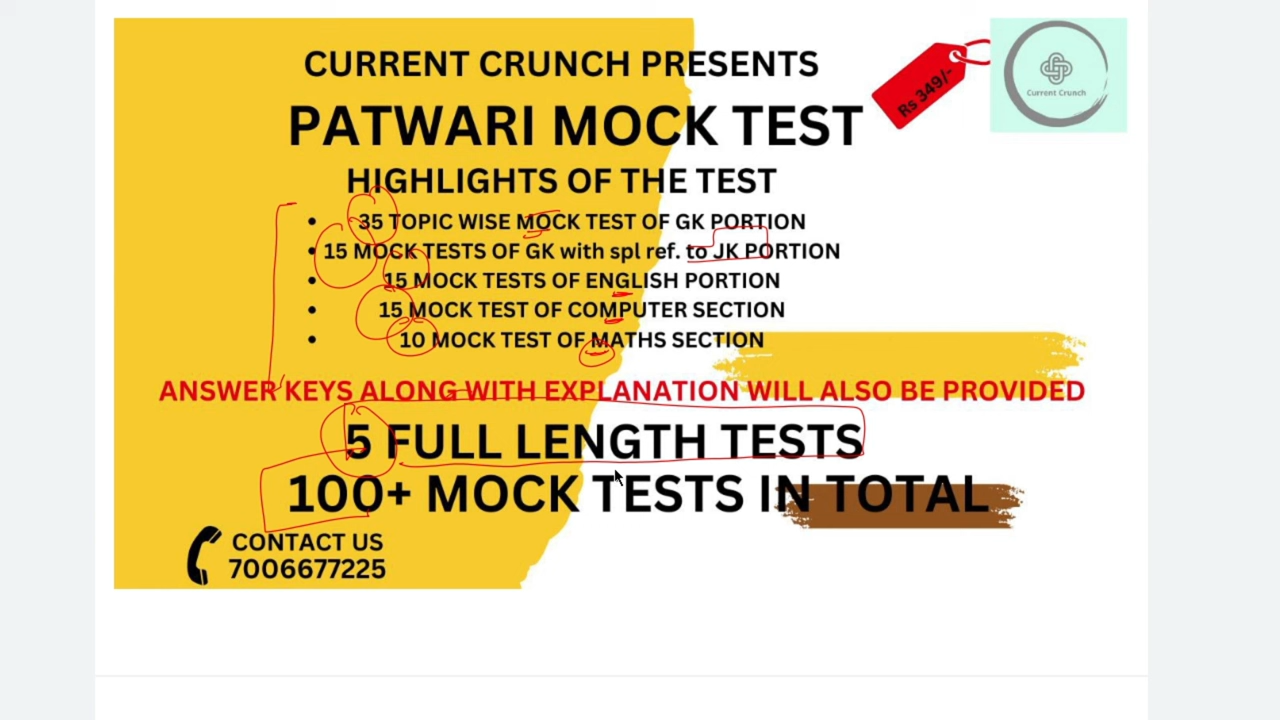 CURRENT CRUNCH PRESENTS
Rs 349/-
Current Crunch
PATWARI MOCK TEST
HIGHLIGHTS OF THE TEST
• 35 TOPIC WISE MOCK TEST OF GK PORTION
• 15 MOCK TESTS OF GK with spl ref. to JK PORTION
• 15 MOCK TESTS OF ENGLISH PORTION
• 15 MOCK TEST OF COMPUTER SECTION
• 10 MOCK TEST OF MATHS SECTION
ANSWER KEYS ALONG WITH EXPLANATION WILL ALSO BE PROVIDED
5 FULL LENGTH TESTS
100+ MOCK TESTS IN TOTAL
CONTACT US
7006677225